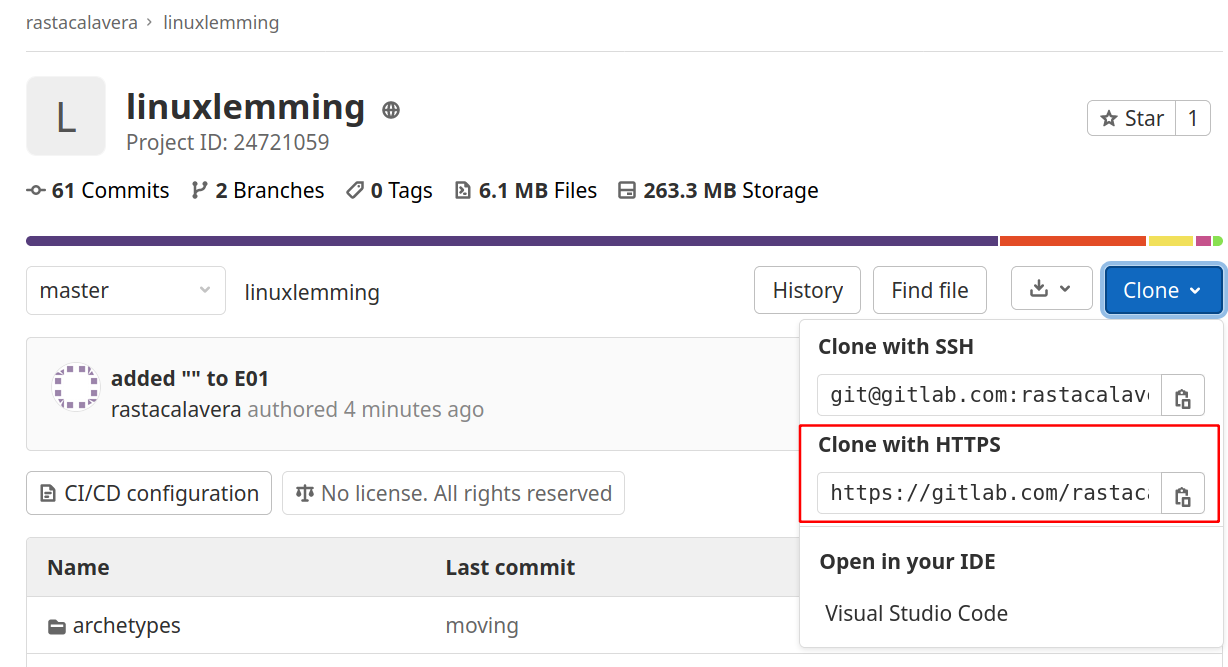 rastacalavera › linuxlemming
L
linuxlemming
Project ID: 24721059
Star 1
61 Commits 2 Branches 0 Tags 6.1 MB Files 263.3 MB Storage
master linuxlemming History Find file Clone
added "" to E01
rastacalavera authored 4 minutes ago
CI/CD configuration No license. All rights reserved
Name Last commit
archetypes moving
Clone with SSH
git@gitlab.com:rastacalav
Clone with HTTPS
https://gitlab.com/rastac
Open in your IDE
Visual Studio Code